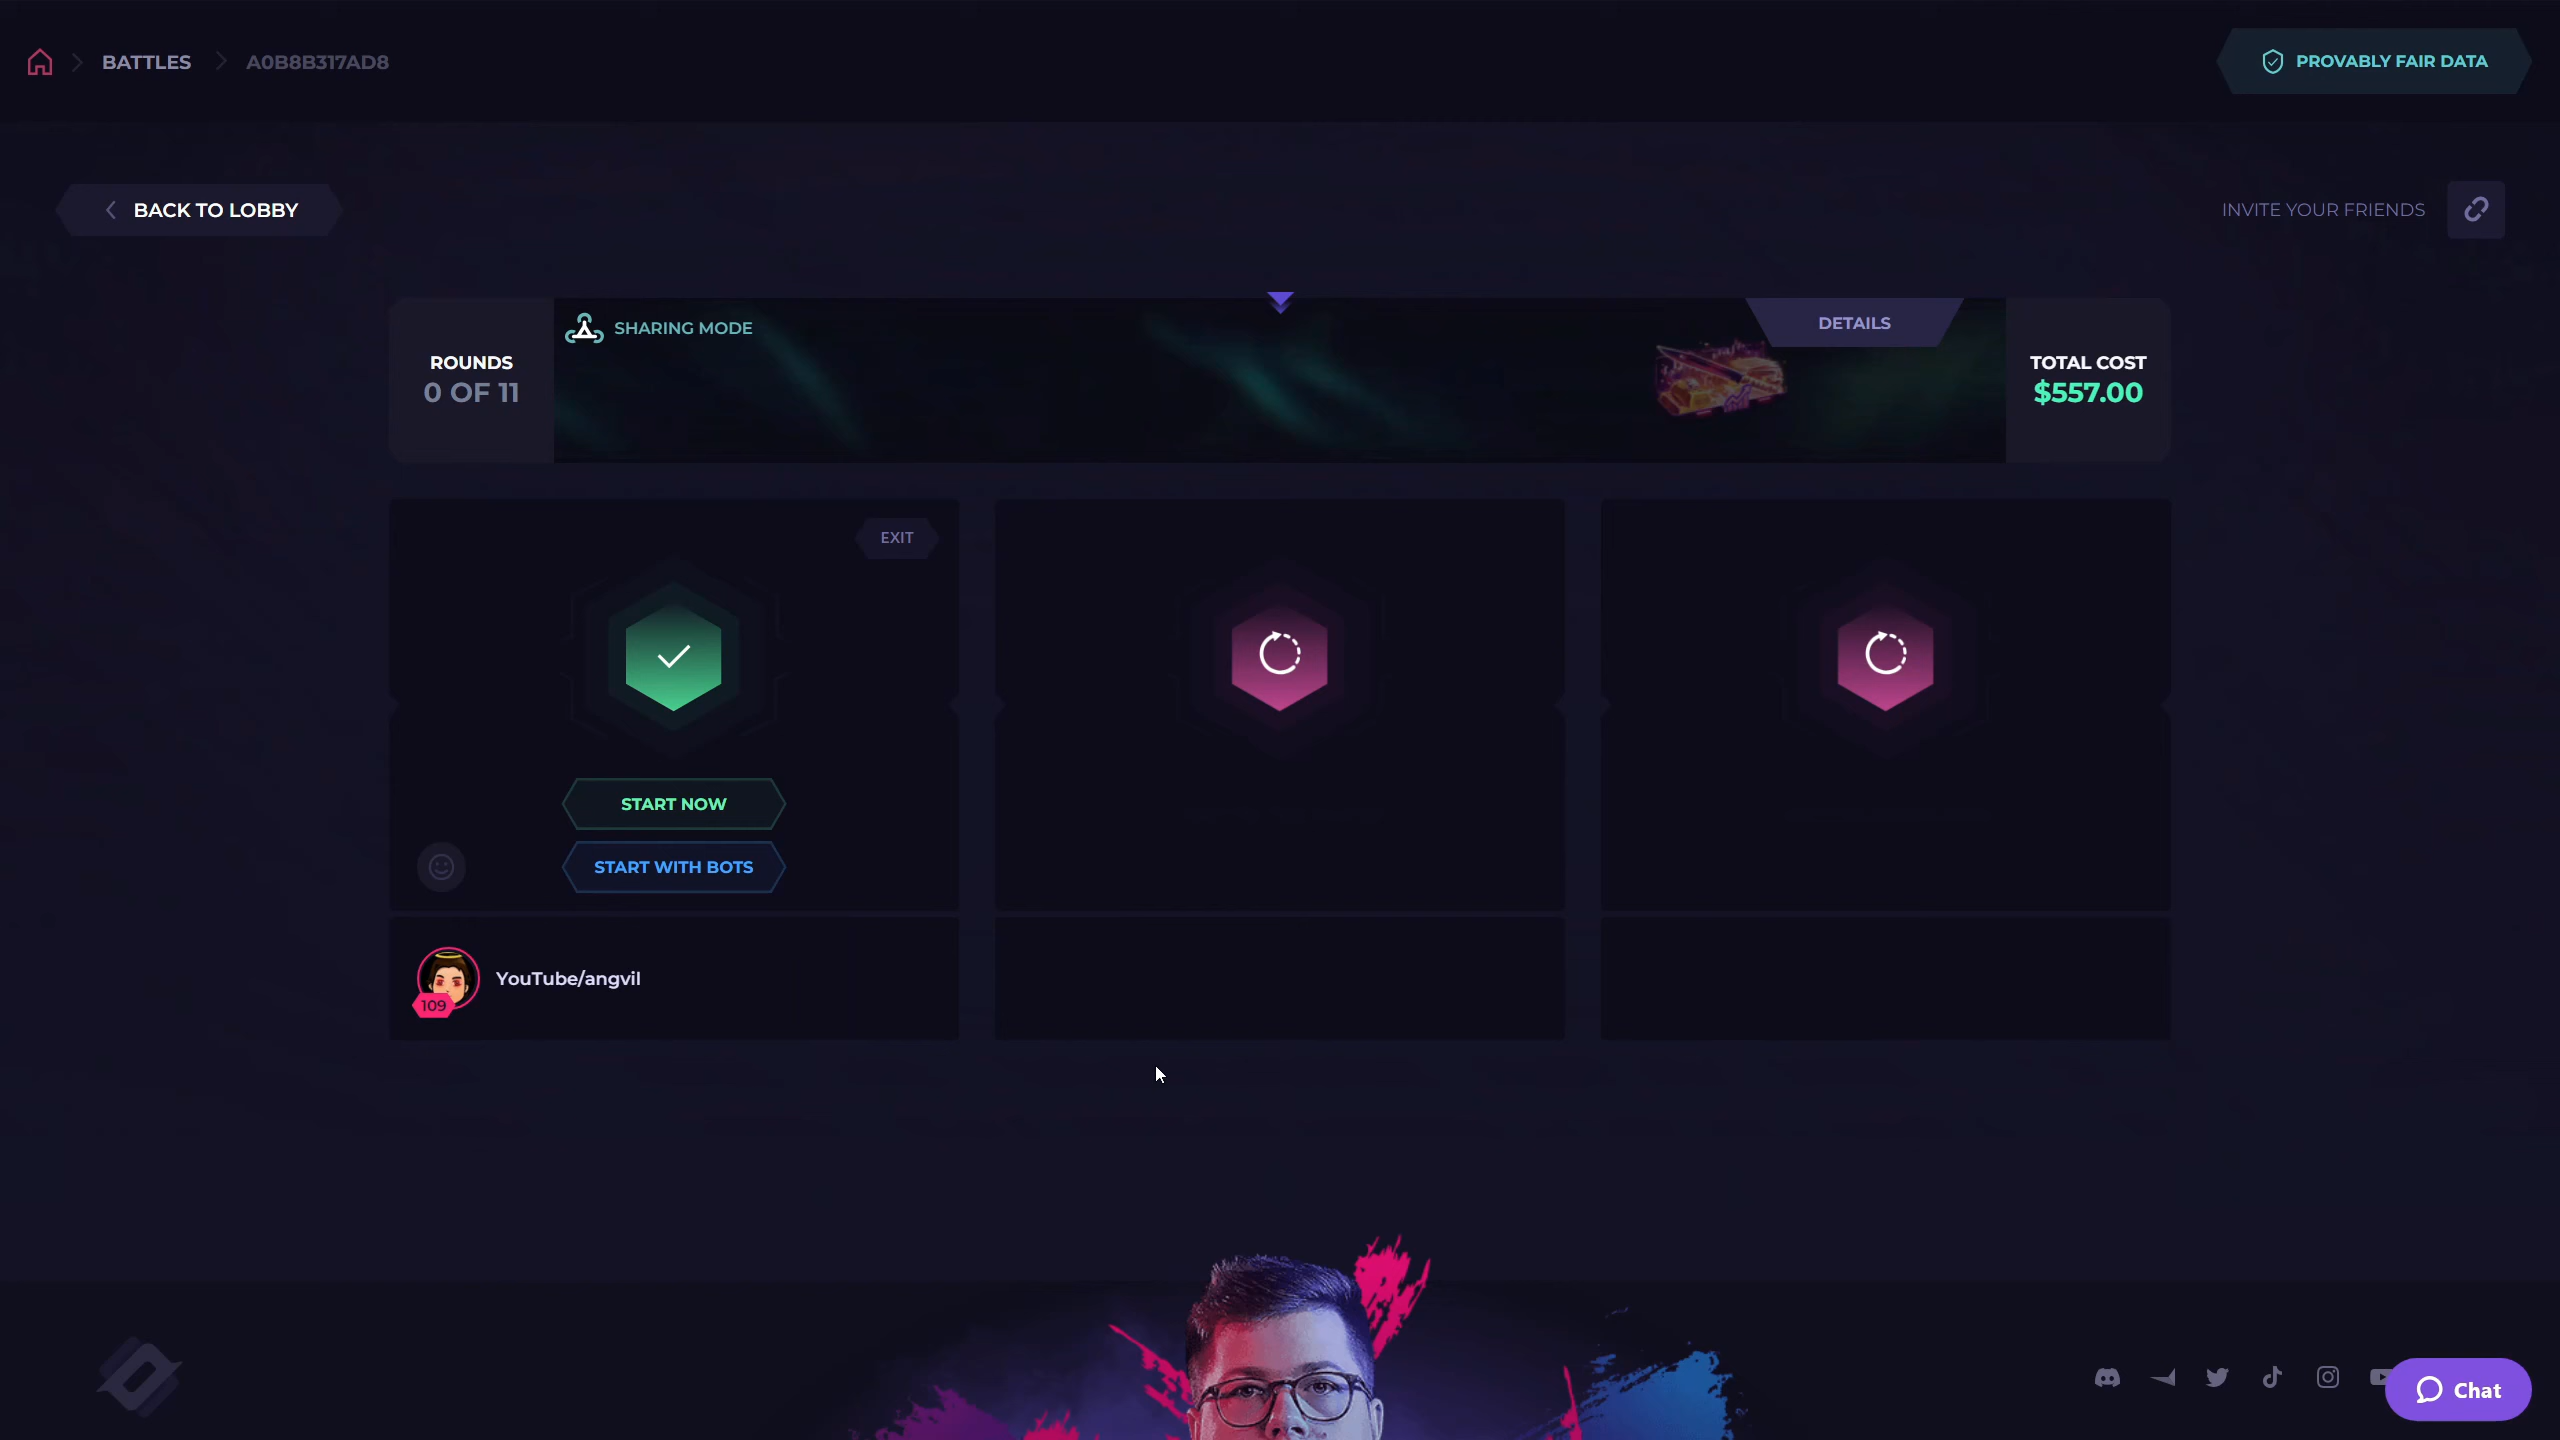 BATTLES
A0B8B317AD8
PROVABLY FAIR DATA
BACK TO LOBBY
INVITE YOUR FRIENDS
ROUNDS
0 OF 11
SHARING MODE
DETAILS
TOTAL COST
$557.00
EXIT
START NOW
START WITH BOTS
109
YouTube/angvil
Chat